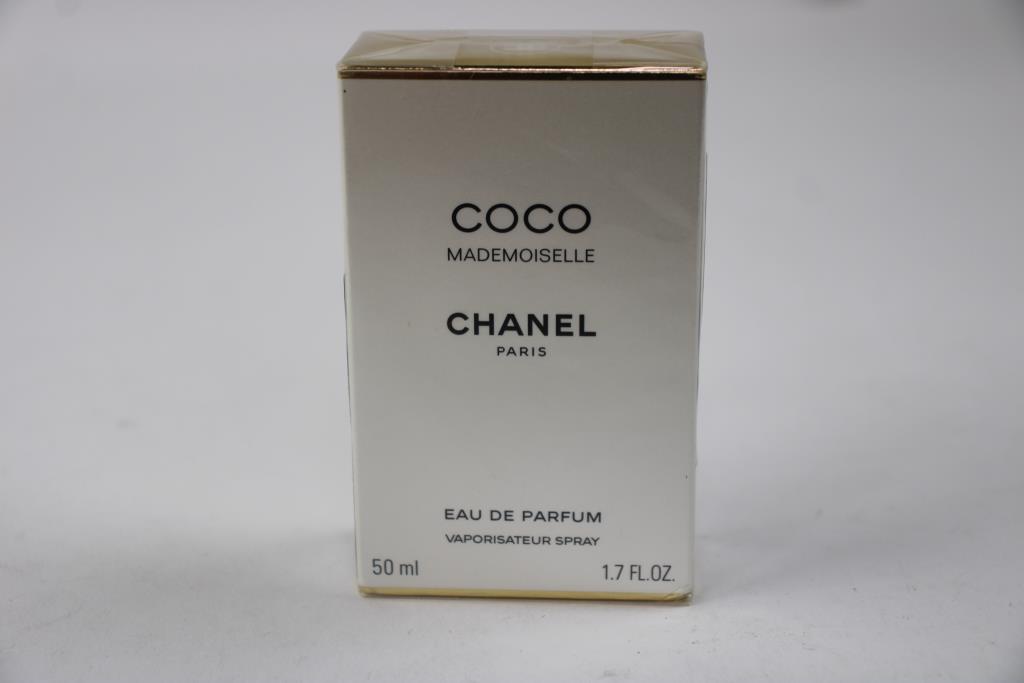 COCO
MADEMOISELLE
CHANEL
PARIS
EAU DE PARFUM
VAPORISATEUR SPRAY
50 ml 1.7 FL.OZ.